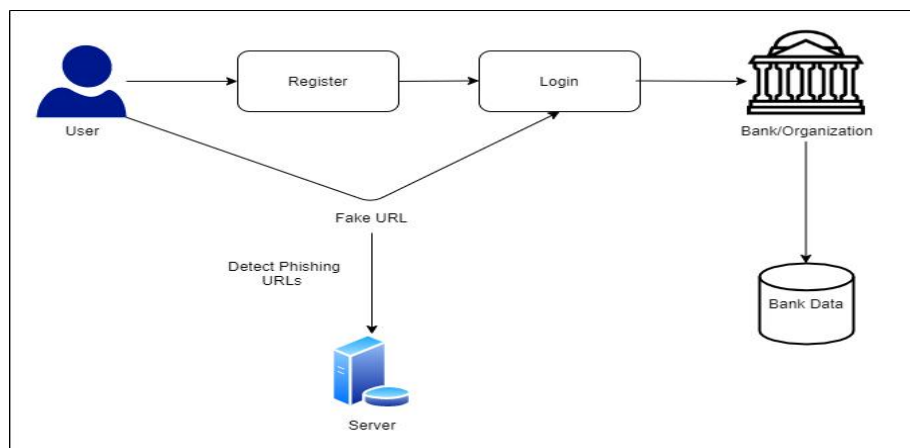 Register
Login
User
Bank/Organization
Fake URL
Detect Phishing
URLs
Bank Data
Server